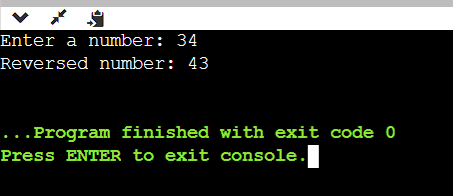 Enter a number: 34
Reversed number: 43
...Program finished with exit code 0
Press ENTER to exit console.